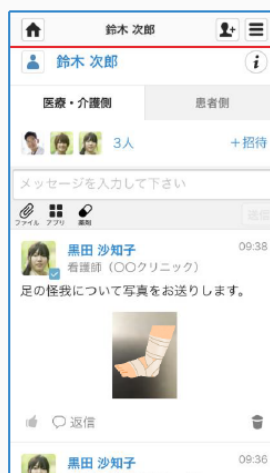 鈴木 次郎
鈴木 次郎
医療・介護側
患者側
3人
+招待
メッセージを入力して下さい
ファイル アプリ 薬剤
送信
黒田 沙知子
09:38
看護師（〇〇クリニック）
足の怪我について写真をお送りします。
返信
黒田 沙知子
09:36